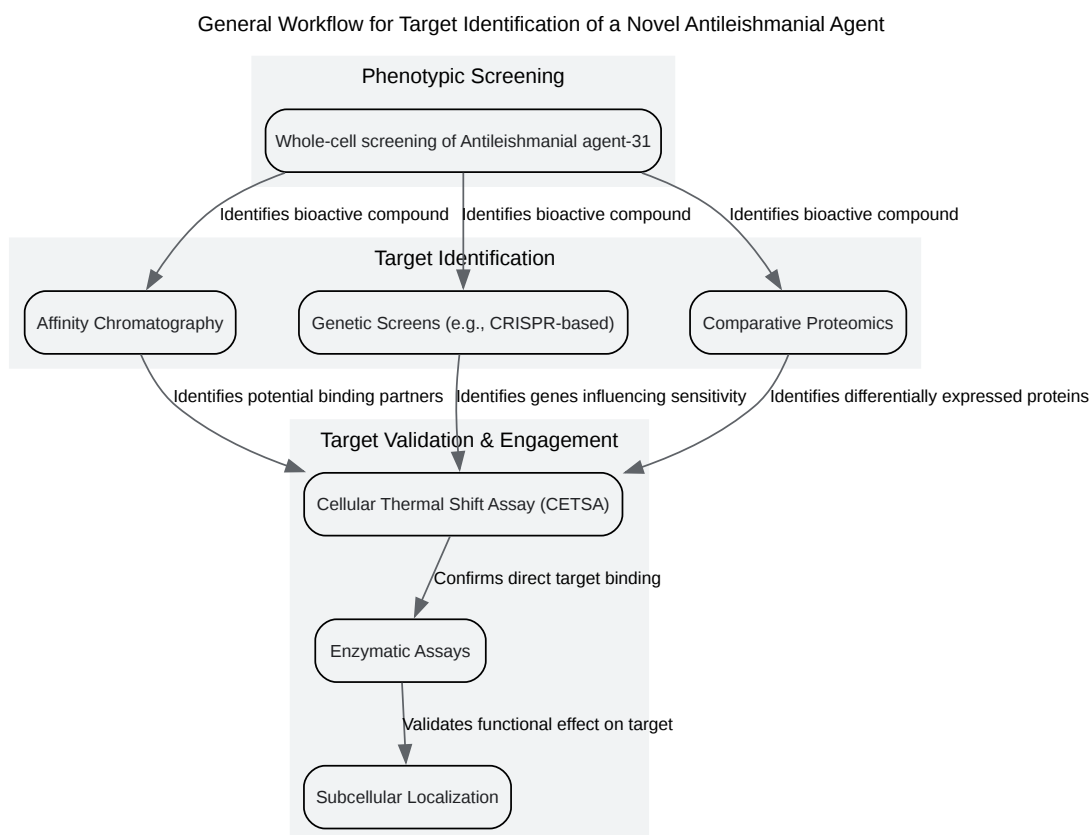 General Workflow for Target Identification of a Novel Antileishmanial Agent
Phenotypic Screening
Whole-cell screening of Antileishmanial agent-31
Identifies bioactive compound
Identifies bioactive compound
Identifies bioactive compound
Target Identification
Affinity Chromatography
Genetic Screens (e.g., CRISPR-based)
Comparative Proteomics
Identifies potential binding partners
Identifies genes influencing sensitivity
Identifies differentially expressed proteins
Target Validation & Engagement
Cellular Thermal Shift Assay (CETSA)
Confirms direct target binding
Enzymatic Assays
Validates functional effect on target
Subcellular Localization